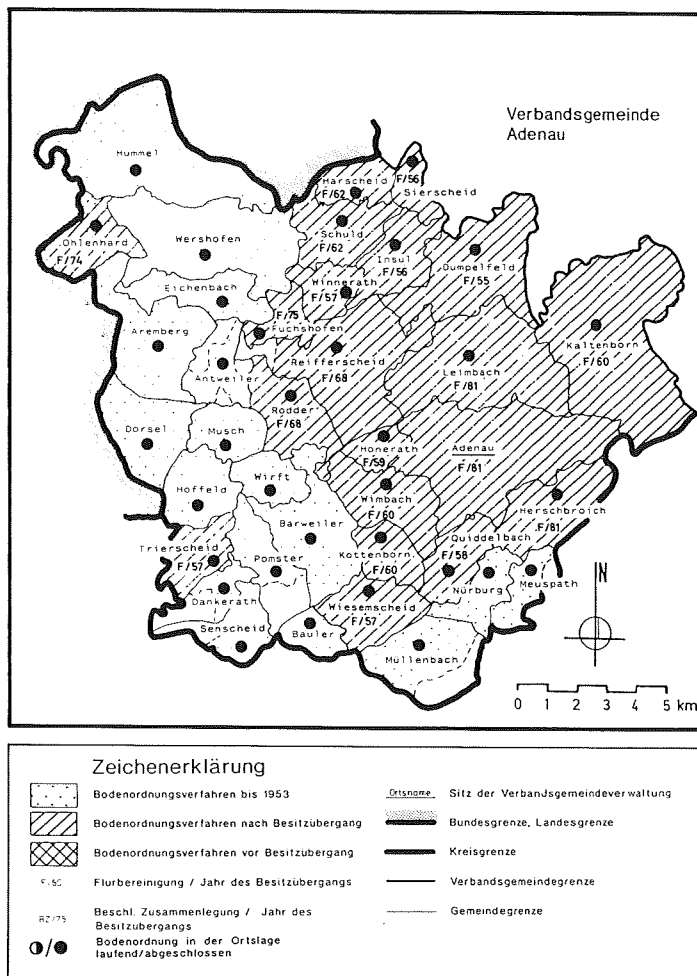 Verbandsgemeinde
Adenau
Hummel
Harscheid
F/62
F/56
Sierscheid
Ohlenhard
F/74
Wershofen
Schuld
F/62
Insul
F/56
Dumpelfeld
F/55
Eichenbach
Winnerath
F/57
F/75
Fuchshofen
Kaltenborn
F/60
Aremberg
Antweiler
Reifferscheid
F/68
Leimbach
F/81
Rodder
F/68
Dorsel
Musch
Honerath
F/59
Adenau
F/81
Hoffeld
Wirft
Wimbach
F/60
Herschbroich
F/81
Barweiler
Trierscheid
F/57
Pomster
Kottenborn
F/60
Quiddelbach
F/58
Nürburg
Meuspath
Dankerath
Wiesemscheid
F/57
Senscheid
Bauler
Müllenbach
N
0 1 2 3 4 5 km
Zeichenerklärung
Bodenordnungsverfahren bis 1953
Bodenordnungsverfahren nach Besitzübergang
Bodenordnungsverfahren vor Besitzübergang
Flurbereinigung / Jahr des Besitzübergangs
RZ/75 Beschl. Zusammenlegung / Jahr des
Besitzübergangs
Bodenordnung in der Ortslage
laufend/abgeschlossen
Ortsname Sitz der Verbandsgemeindeverwaltung
Bundesgrenze, Landesgrenze
Kreisgrenze
Verbandsgemeindegrenze
Gemeindegrenze